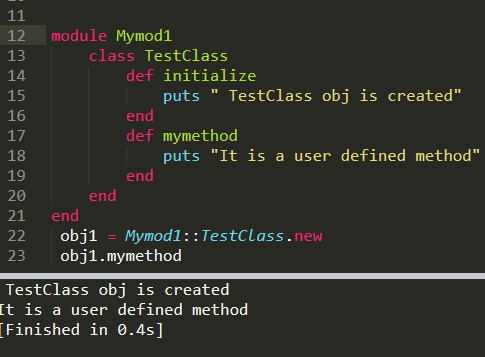 11
12 module Mymod1
13 class TestClass
14 def initialize
15 puts " TestClass obj is created"
16 end
17 def mymethod
18 puts "It is a user defined method"
19 end
20 end
21 end
22 obj1 = Mymod1::TestClass.new
23 obj1.mymethod
TestClass obj is created
It is a user defined method
[Finished in 0.4s]